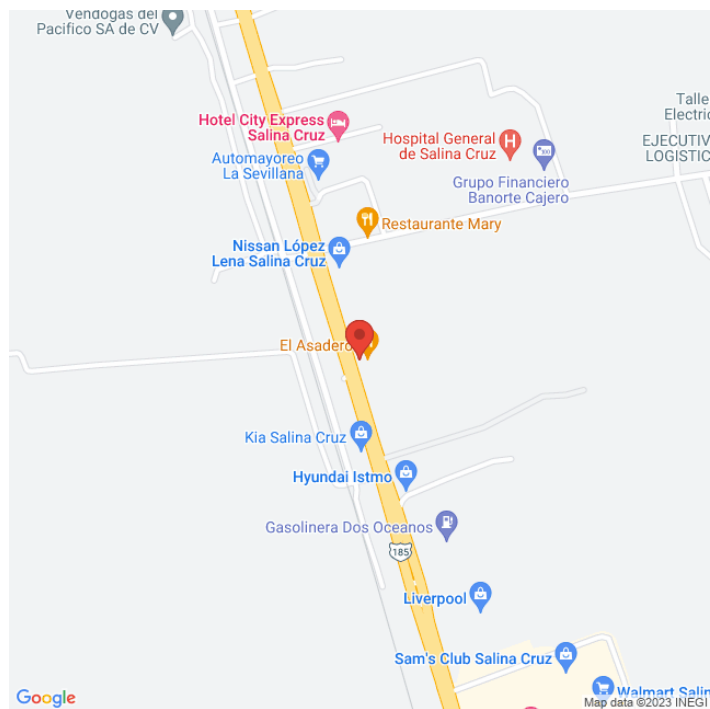 Vendogas del
Pacifico SA de CV
Hotel City Express
Salina Cruz
Automayoreo
La Sevillana
Hospital General
de Salina Cruz
Grupo Financiero
Banorte Cajero
Talle
Electric
EJECUTIV
LOGISTIC
Restaurante Mary
Nissan López
Lena Salina Cruz
El Asadero
Kia Salina Cruz
Hyundai Istmo
Gasolinera Dos Oceanos
185
Liverpool
Sam's Club Salina Cruz
Walmart Salin
Google
Map data ©2023 INEGI